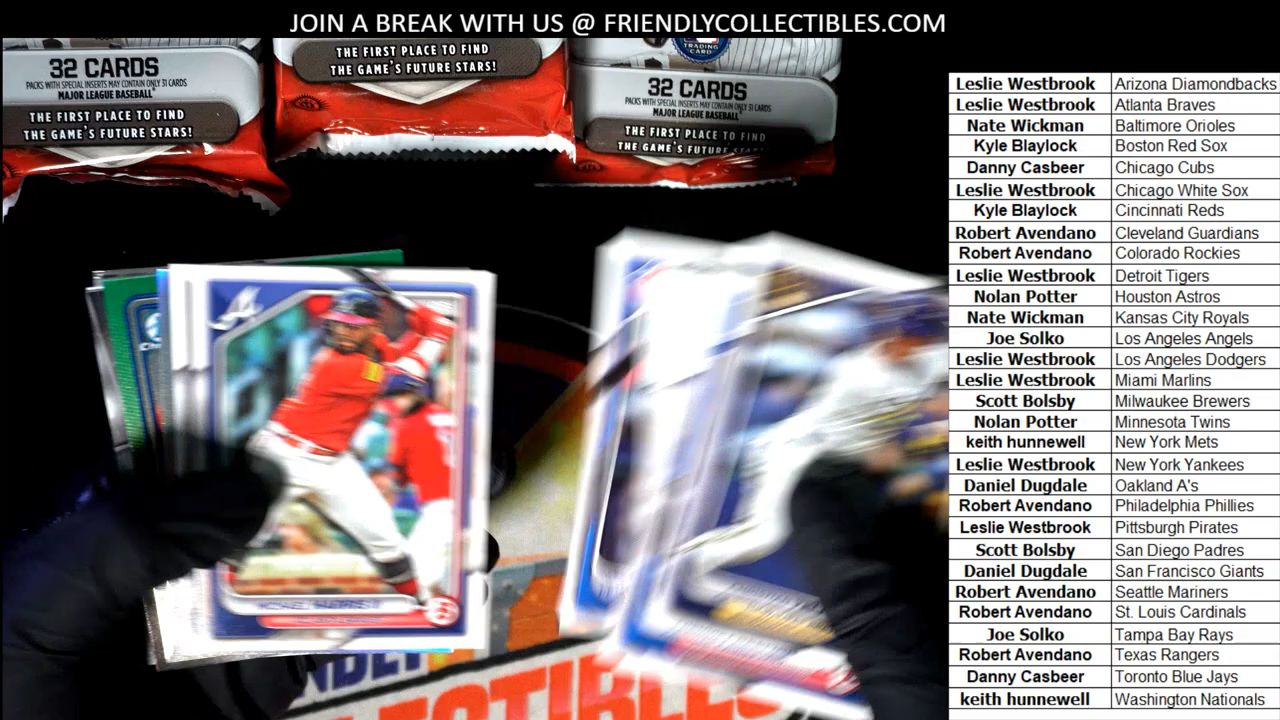 JOIN A BREAK WITH US @ FRIENDLYCOLLECTIBLES.COM
32 CARDS
PACKS WITH SPECIAL INSERTS MAY CONTAIN ONLY 31 CARDS
MAJOR LEAGUE BASEBALL
THE FIRST PLACE TO FIND
THE GAME'S FUTURE STARS!
THE FIRST PLACE TO FIND
THE GAME'S FUTURE STARS!
TRADING
CARD
32 CARDS
PACKS WITH SPECIAL INSERTS MAY CONTAIN ONLY 31 CARDS
MAJOR LEAGUE BASEBALL
THE FIRST PLACE TO FIND
THE GAME'S FUTURE STARS!
Leslie Westbrook Arizona Diamondbacks
Leslie Westbrook Atlanta Braves
Nate Wickman Baltimore Orioles
Kyle Blaylock Boston Red Sox
Danny Casbeer Chicago Cubs
Leslie Westbrook Chicago White Sox
Kyle Blaylock Cincinnati Reds
Robert Avendano Cleveland Guardians
Robert Avendano Colorado Rockies
Leslie Westbrook Detroit Tigers
Nolan Potter Houston Astros
Nate Wickman Kansas City Royals
Joe Solko Los Angeles Angels
Leslie Westbrook Los Angeles Dodgers
Leslie Westbrook Miami Marlins
Scott Bolsby Milwaukee Brewers
Nolan Potter Minnesota Twins
keith hunnewell New York Mets
Leslie Westbrook New York Yankees
Daniel Dugdale Oakland A's
Robert Avendano Philadelphia Phillies
Leslie Westbrook Pittsburgh Pirates
Scott Bolsby San Diego Padres
Daniel Dugdale San Francisco Giants
Robert Avendano Seattle Mariners
Robert Avendano St. Louis Cardinals
Joe Solko Tampa Bay Rays
Robert Avendano Texas Rangers
Danny Casbeer Toronto Blue Jays
keith hunnewell Washington Nationals